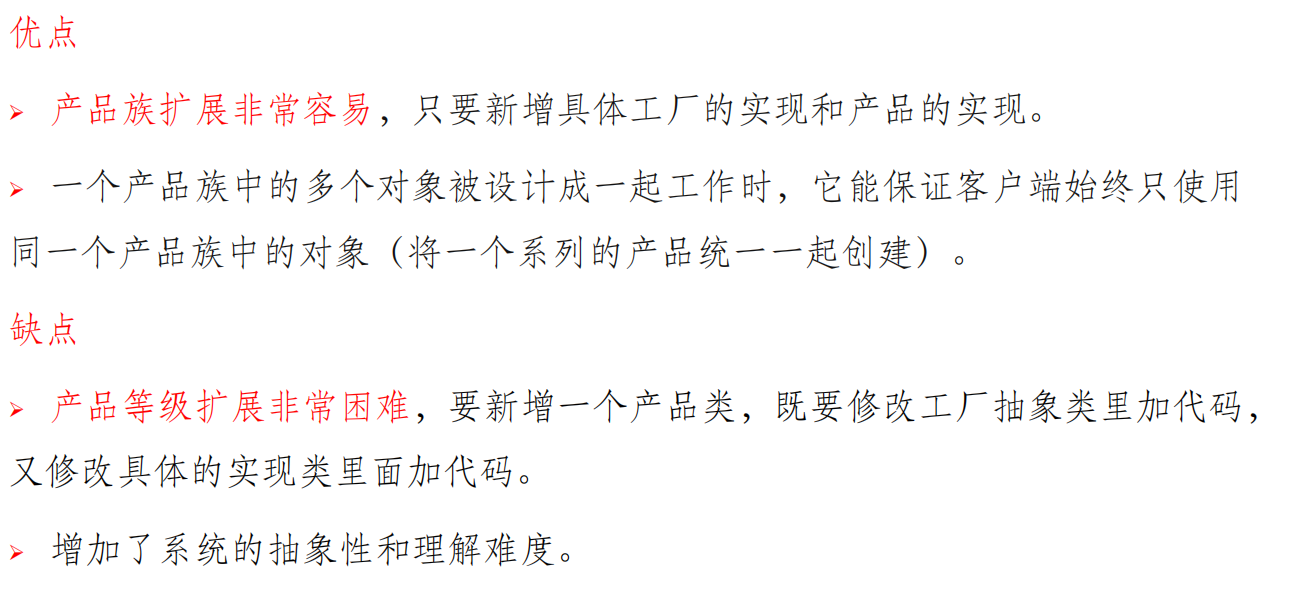 优点
➢ 产品族扩展非常容易，只要新增具体工厂的实现和产品的实现。
➢ 一个产品族中的多个对象被设计成一起工作时，它能保证客户端始终只使用
同一个产品族中的对象（将一个系列的产品统一一起创建）。
缺点
➢ 产品等级扩展非常困难，要新增一个产品类，既要修改工厂抽象类里加代码，
又修改具体的实现类里面加代码。
➢ 增加了系统的抽象性和理解难度。